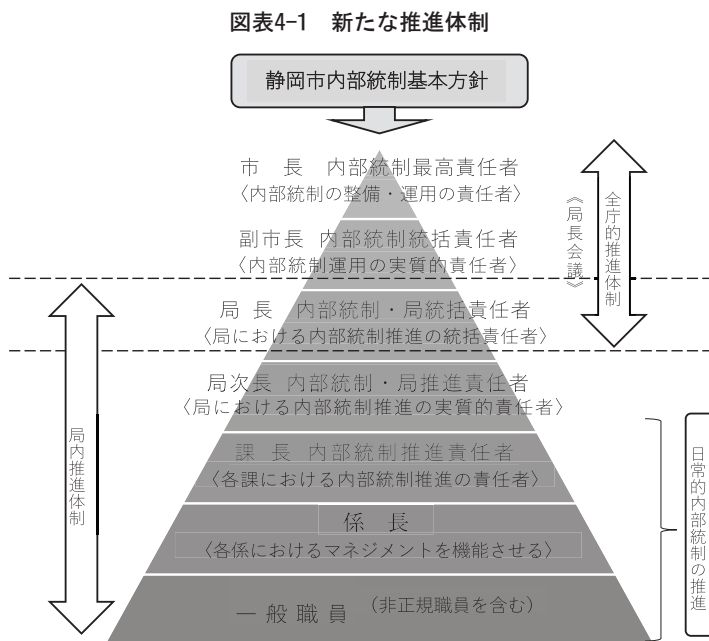 図表4-1 新たな推進体制
静岡市内部統制基本方針
市 長 内部統制最高責任者
〈内部統制の整備・運用の責任者〉
副市長 内部統制統括責任者
〈内部統制運用の実質的責任者〉
局 長 内部統制・局統括責任者
〈局における内部統制推進の統括責任者〉
局次長 内部統制・局推進責任者
〈局における内部統制推進の実質的責任者〉
課 長 内部統制推進責任者
〈各課における内部統制推進の責任者〉
係 長
〈各係におけるマネジメントを機能させる〉
一 般 職 員 (非正規職員を含む)
全庁的推進体制
《局長会議》
局内推進体制
日常的内部統制の推進